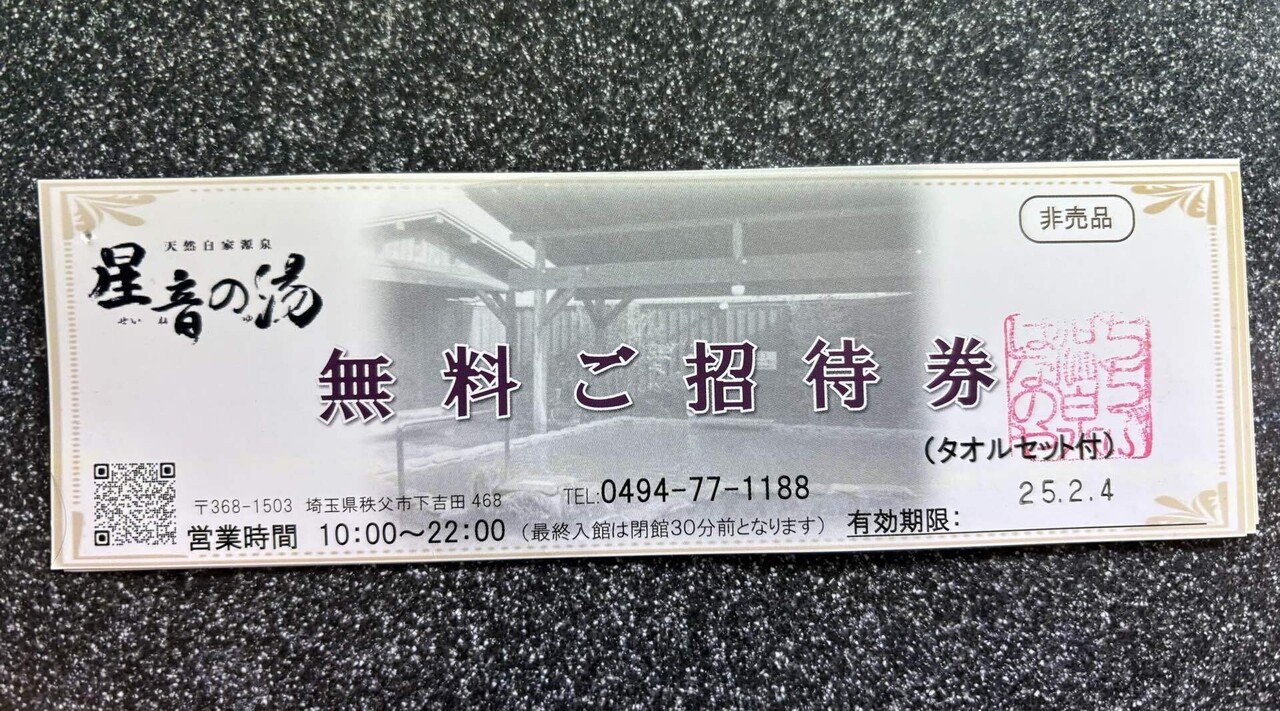 天然自家源泉
星音の湯
せいねのゆ
非売品
無料ご招待券
（タオルセット付）
〒368-1503 埼玉県秩父市下吉田468 TEL:0494-77-1188
25.2.4
営業時間 10:00～22:00 （最終入館は閉館30分前となります） 有効期限: